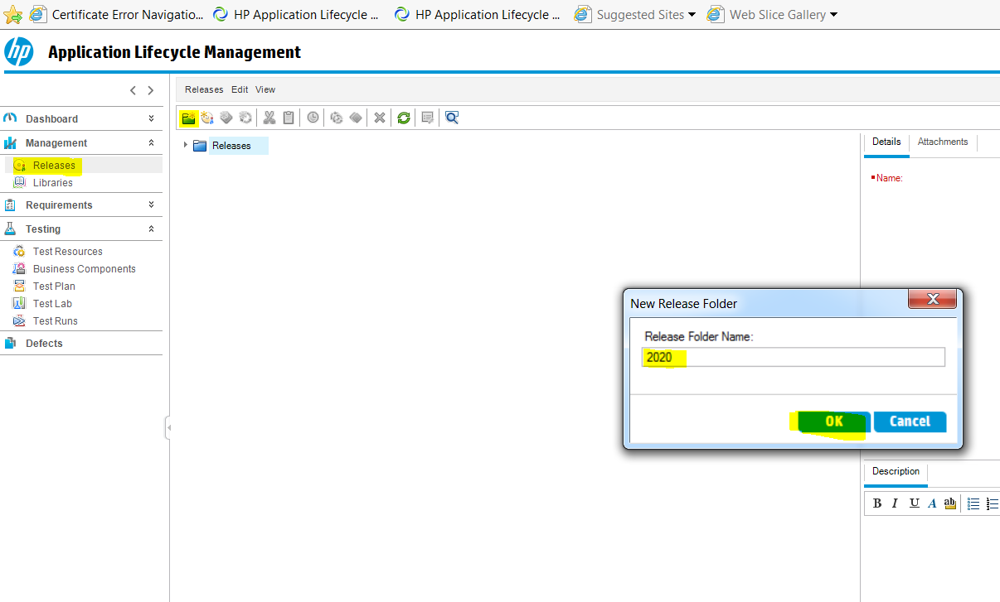 Certificate Error Navigatio... HP Application Lifecycle ... HP Application Lifecycle ... Suggested Sites Web Slice Gallery
hp Application Lifecycle Management
Releases Edit View
Dashboard
Management
Releases
Libraries
Requirements
Testing
Test Resources
Business Components
Test Plan
Test Lab
Test Runs
Defects
Releases
Details Attachments
Name:
New Release Folder
Release Folder Name:
2020
OK Cancel
Description
B I U A ab